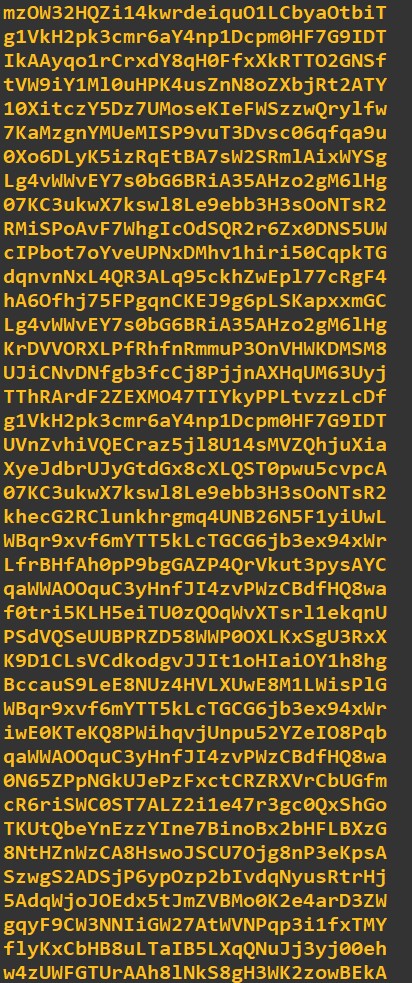 mzOW32HQZi14kwrdeiquO1LCbyaOtbiT
g1VkH2pk3cmr6aY4np1Dcpm0HF7G9IDT
IkAAyqo1rCrxdY8qH0FfxXkRTTO2GNSf
tVW9iY1Ml0uHPK4usZnN8oZXbjRt2ATY
10XitczY5Dz7UMoseKIeFWSzzwQrylfw
7KaMzgnYMUeMISP9vuT3Dvsc06qfqa9u
0Xo6DLyK5izRqEtBA7sW2SRmlAixWYSg
Lg4vWWvEY7s0bG6BRiA35AHzo2gM6lHg
07KC3ukwX7kswl8Le9ebb3H3sOoNTsR2
RMiSPoAvF7WhgIcOdSQR2r6Zx0DNS5UW
cIPbot7oYveUPNxDMhv1hiri50CqpkTG
dqnvnNxL4QR3ALq95ckhZwEpl77cRgF4
hA6Ofhj75FPgqnCKEJ9g6pLSKapxxmGC
Lg4vWWvEY7s0bG6BRiA35AHzo2gM6lHg
KrDVVORXLPfRhfnRmmuP3OnVHWKDMSM8
UJiCNvDNfgb3fcCj8PjjnAXHqUM63Uyj
TThRArdF2ZEXMO47TIYkyPPLtvzzLcDf
g1VkH2pk3cmr6aY4np1Dcpm0HF7G9IDT
UVnZvhiVQECraz5jl8U14sMVZQhjuXia
XyeJdbrUJyGtdGx8cXLQST0pwu5cvpcA
07KC3ukwX7kswl8Le9ebb3H3sOoNTsR2
khecG2RClunkhrgmq4UNB26N5F1yiUwL
WBqr9xvf6mYTT5kLcTGCG6jb3ex94xWr
LfrBHfAh0pP9bgGAZP4QrVkut3pysAYC
qaWWAOOquC3yHnfJI4zvPWzCBdfHQ8wa
f0tri5KLH5eiTU0zQOqWvXTsrl1ekqnU
PSdVQSeUUBPRZD58WWP0OXLKxSgU3RxX
K9D1CLsVCdkodgvJJIt1oHIaiOY1h8hg
BccauS9LeE8NUz4HVLXUwE8M1LWisPlG
WBqr9xvf6mYTT5kLcTGCG6jb3ex94xWr
iwE0KTeKQ8PWihqvjUnpu52YZeIO8Pqb
qaWWAOOquC3yHnfJI4zvPWzCBdfHQ8wa
0N65ZPpNGkUJePzFxctCRZRXVrCbUGfm
cR6riSWC0ST7ALZ2i1e47r3gc0QxShGo
TKUtQbeYnEzzYIne7BinoBx2bHFLBXzG
8NtHZnWzCA8HswoJSCU7Ojg8nP3eKpsA
SzwgS2ADSjP6ypOzp2bIvdqNyusRtrHj
5AdqWjoJOEdx5tJmZVBMo0K2e4arD3ZW
gqyF9CW3NNIiGW27AtWVNPqp3i1fxTMY
flyKxCbHB8uLTaIB5LXqQNuJj3yj00eh
w4zUWFGTUrAAh8lNkS8gH3WK2zowBEkA